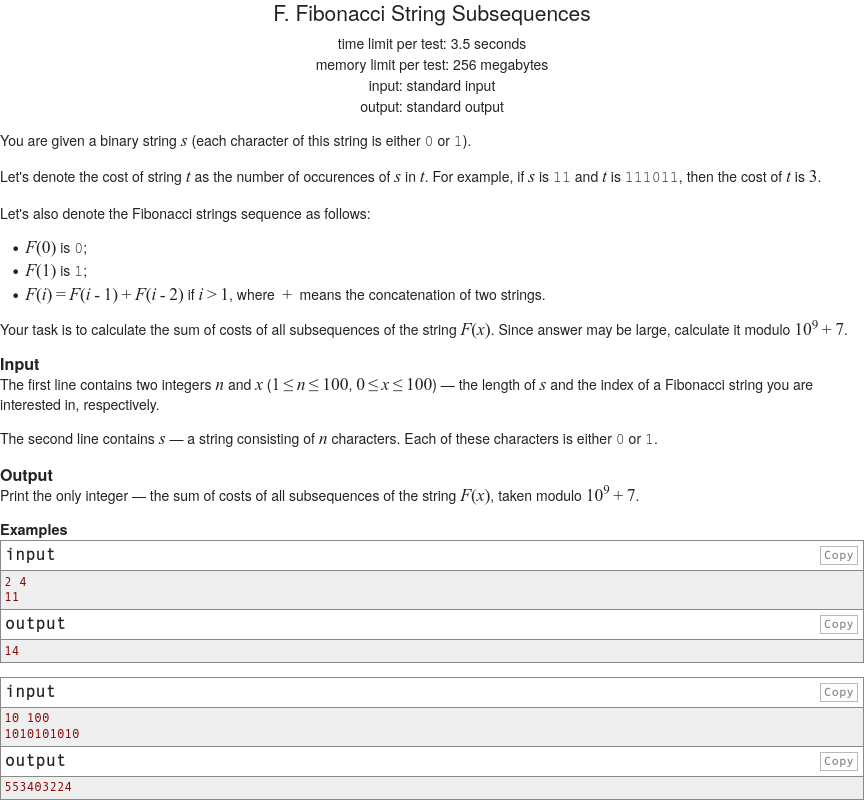 F. Fibonacci String Subsequences
time limit per test: 3.5 seconds
memory limit per test: 256 megabytes
input: standard input
output: standard output
You are given a binary string s (each character of this string is either 0 or 1).
Let's denote the cost of string t as the number of occurences of s in t. For example, if s is 11 and t is 111011, then the cost of t is 3.
Let's also denote the Fibonacci strings sequence as follows:
• F(0) is 0;
• F(1) is 1;
• F(i) = F(i - 1) + F(i - 2) if i > 1, where + means the concatenation of two strings.
Your task is to calculate the sum of costs of all subsequences of the string F(x). Since answer may be large, calculate it modulo 10⁹ + 7.
Input
The first line contains two integers n and x (1 ≤ n ≤ 100, 0 ≤ x ≤ 100) — the length of s and the index of a Fibonacci string you are
interested in, respectively.
The second line contains s — a string consisting of n characters. Each of these characters is either 0 or 1.
Output
Print the only integer — the sum of costs of all subsequences of the string F(x), taken modulo 10⁹ + 7.
Examples
input Copy
2 4
11
output Copy
14
input Copy
10 100
1010101010
output Copy
553403224